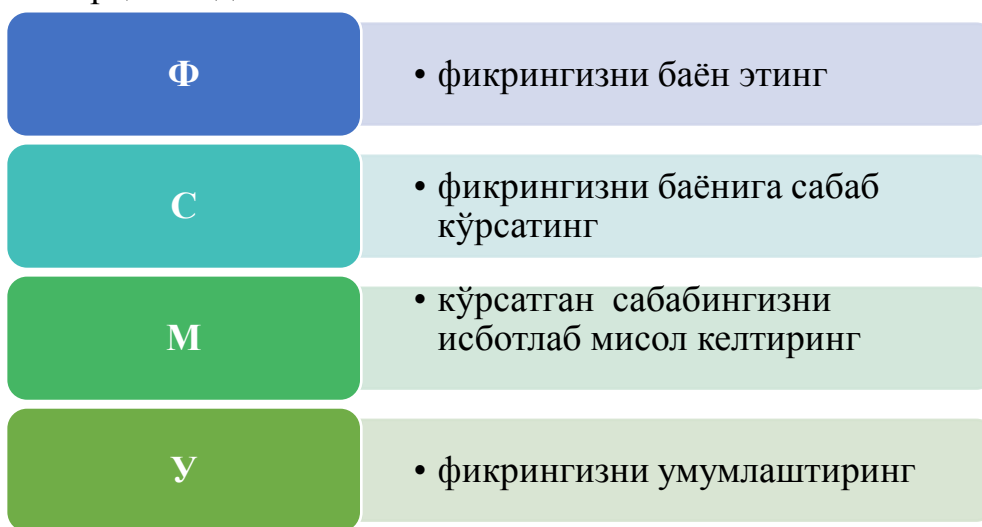 Ф
• фикрингизни баён этинг
С
• фикрингизни баёнига сабаб
кўрсатинг
М
• кўрсатган сабабингизни
исботлаб мисол келтиринг
У
• фикрингизни умумлаштиринг